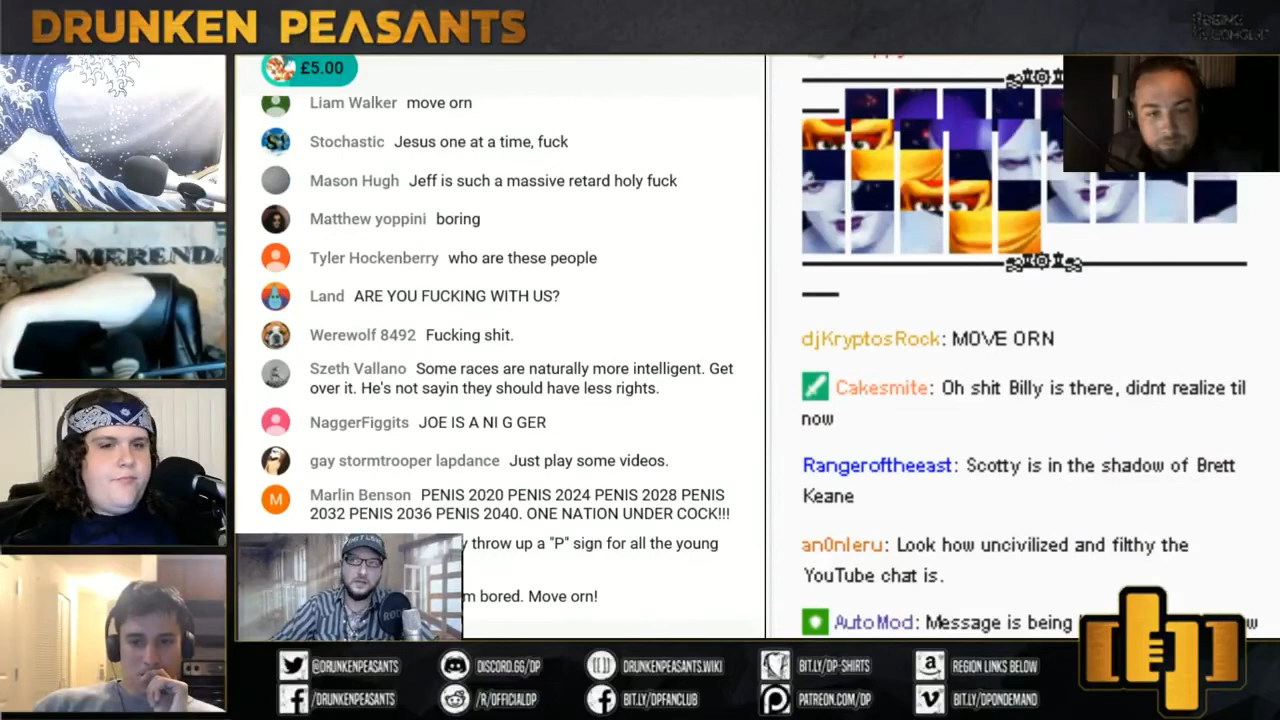 DRUNKEN PEASANTS
£5.00
Liam Walker move orn
Stochastic Jesus one at a time, fuck
Mason Hugh Jeff is such a massive retard holy fuck
Matthew yoppini boring
Tyler Hockenberry who are these people
Land ARE YOU FUCKING WITH US?
Werewolf 8492 Fucking shit.
Szeth Vallano Some races are naturally more intelligent. Get
over it. He's not sayin they should have less rights.
NaggerFiggits JOE IS A NI G GER
gay stormtrooper lapdance Just play some videos.
M
Marlin Benson PENIS 2020 PENIS 2024 PENIS 2028 PENIS
2032 PENIS 2036 PENIS 2040. ONE NATION UNDER COCK!!!
throw up a "P" sign for all the young
bored. Move orn!
djKryptosRock: MOVE ORN
Cakesmite: Oh shit Billy is there, didnt realize til
now
Rangeroftheeast: Scotty is in the shadow of Brett
Keane
an0nleru: Look how uncivilized and filthy the
YouTube chat is.
AutoMod: Message is being
@DRUNKENPEASANTS
DISCORD.GG/DP
DRUNKENPEASANTS.WIKI
BIT.LY/DP-SHIRTS
REGION LINKS BELOW
/DRUNKENPEASANTS
/R/OFFICIALDP
BIT.LY/DPFANCLUB
PATREON.COM/DP
BIT.LY/DPONDEMAND